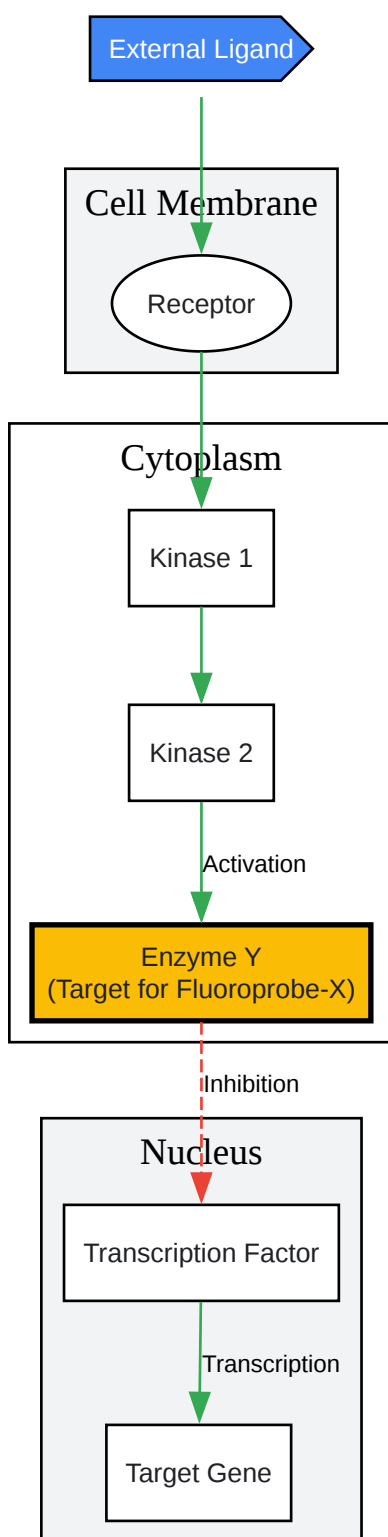 External Ligand
Cell Membrane
Receptor
Cytoplasm
Kinase 1
Kinase 2
Activation
Enzyme Y
(Target for Fluoroprobe-X)
Inhibition
Nucleus
Transcription Factor
Transcription
Target Gene